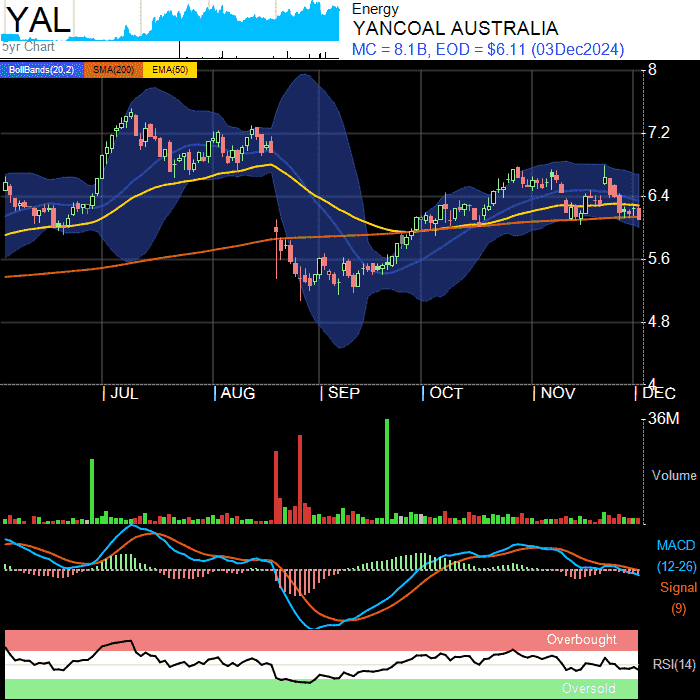 YAL
5yr Chart
Energy
YANCOAL AUSTRALIA
MC = 8.1B, EOD = $6.11 (03Dec2024)
BollBands(20,2) SMA(200) EMA(50)
8
7.2
6.4
5.6
4.8
4
JUL AUG SEP OCT NOV DEC
36M
Volume
MACD
(12-26)
Signal
(9)
Overbought
RSI(14)
Oversold